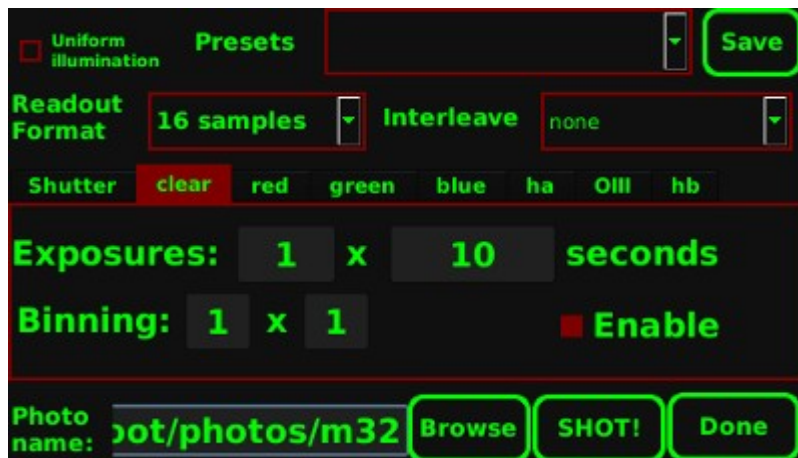 Uniform illumination Presets Save
Readout Format 16 samples Interleave none
Shutter clear red green blue ha OIII hb
Exposures: 1 x 10 seconds
Binning: 1 x 1 Enable
Photo name: oot/photos/m32 Browse SHOT! Done